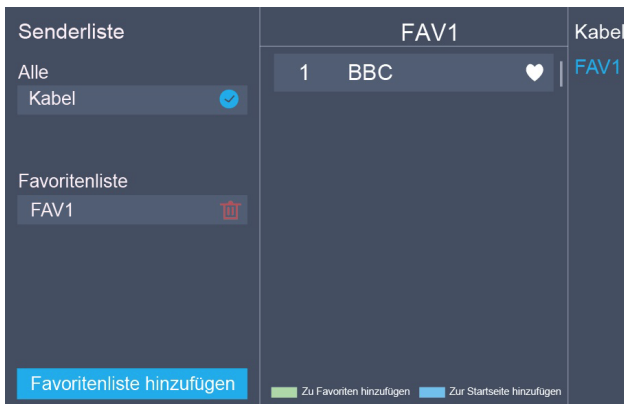 Senderliste
Alle
Kabel
Favoritenliste
FAV1
Favoritenliste hinzufügen
FAV1
1 BBC
Zu Favoriten hinzufügen Zur Startseite hinzufügen
Kabel
FAV1